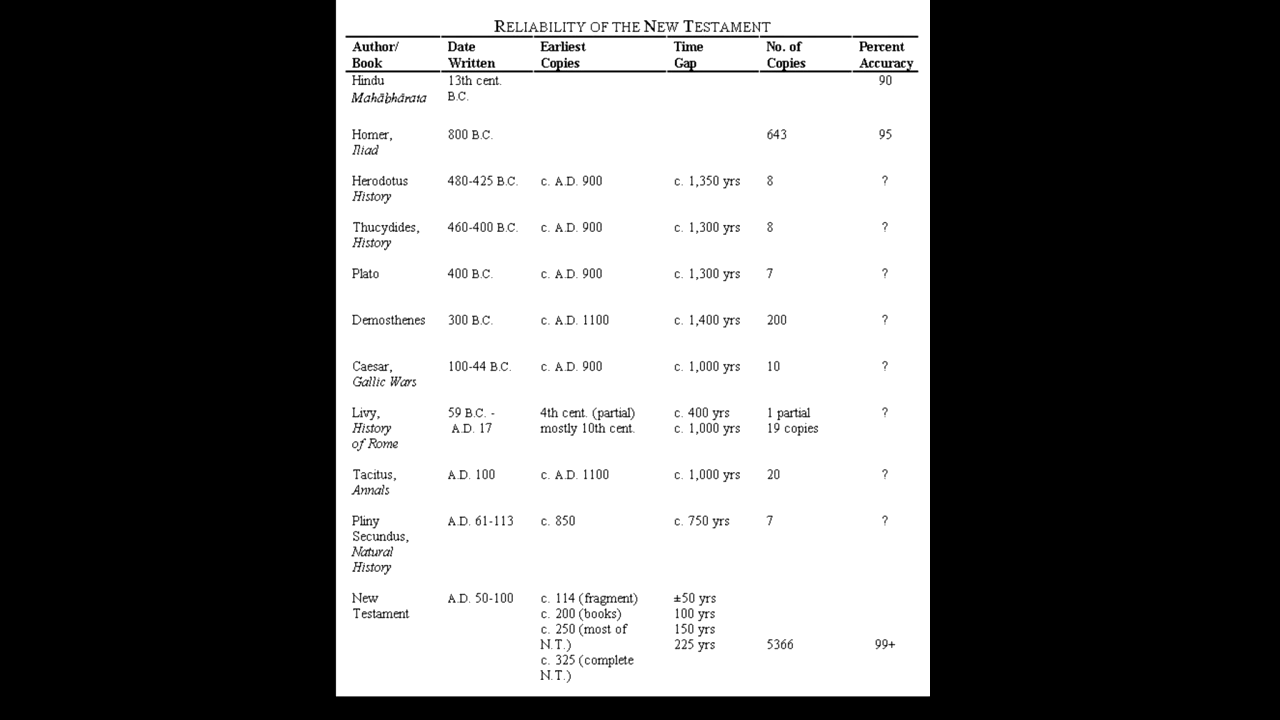 RELIABILITY OF THE NEW TESTAMENT
Author/ Date Earliest Time No. of Percent
Book Written Copies Gap Copies Accuracy
Hindu 13th cent. 90
Mahābhārata B.C.
Homer, 800 B.C. 643 95
Iliad
Herodotus 480-425 B.C. c. A.D. 900 c. 1,350 yrs 8 ?
History
Thucydides, 460-400 B.C. c. A.D. 900 c. 1,300 yrs 8 ?
History
Plato 400 B.C. c. A.D. 900 c. 1,300 yrs 7 ?
Demosthenes 300 B.C. c. A.D. 1100 c. 1,400 yrs 200 ?
Caesar, 100-44 B.C. c. A.D. 900 c. 1,000 yrs 10 ?
Gallic Wars
Livy, 59 B.C. - 4th cent. (partial) c. 400 yrs 1 partial ?
History A.D. 17 mostly 10th cent. c. 1,000 yrs 19 copies
of Rome
Tacitus, A.D. 100 c. A.D. 1100 c. 1,000 yrs 20 ?
Annals
Pliny A.D. 61-113 c. 850 c. 750 yrs 7 ?
Secundus,
Natural
History
New A.D. 50-100 c. 114 (fragment) ±50 yrs
Testament c. 200 (books) 100 yrs
c. 250 (most of 150 yrs
N.T.) 225 yrs 5366 99+
c. 325 (complete
N.T.)